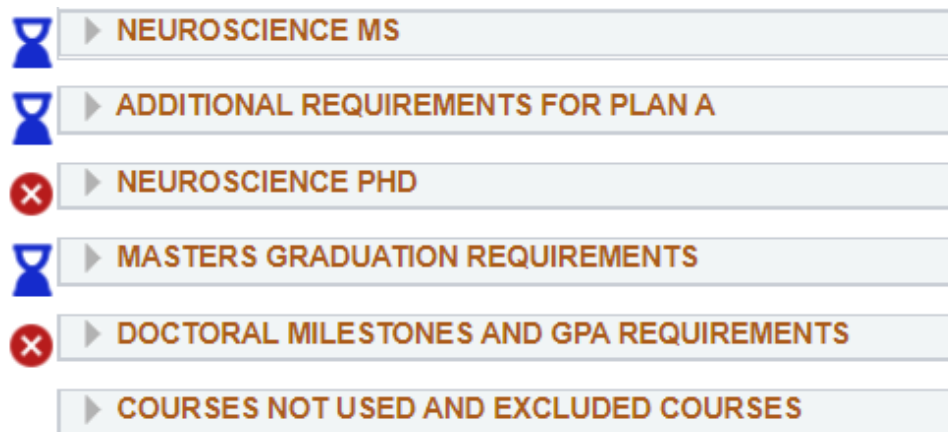 NEUROSCIENCE MS
ADDITIONAL REQUIREMENTS FOR PLAN A
NEUROSCIENCE PHD
MASTERS GRADUATION REQUIREMENTS
DOCTORAL MILESTONES AND GPA REQUIREMENTS
COURSES NOT USED AND EXCLUDED COURSES